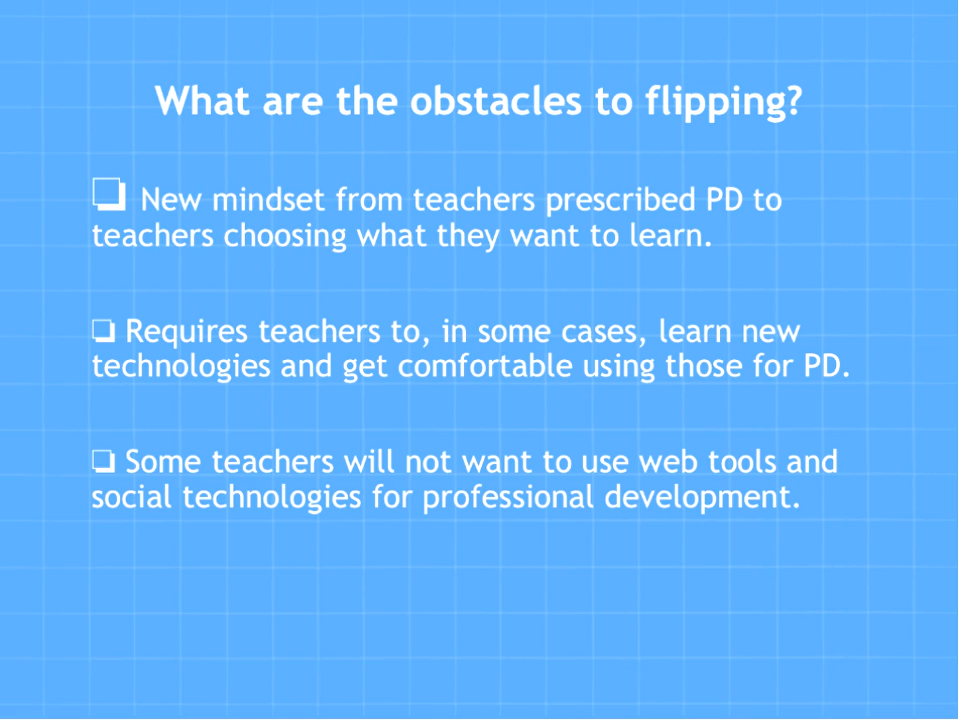 What are the obstacles to flipping?
❏ New mindset from teachers prescribed PD to
teachers choosing what they want to learn.
❏ Requires teachers to, in some cases, learn new
technologies and get comfortable using those for PD.
❏ Some teachers will not want to use web tools and
social technologies for professional development.